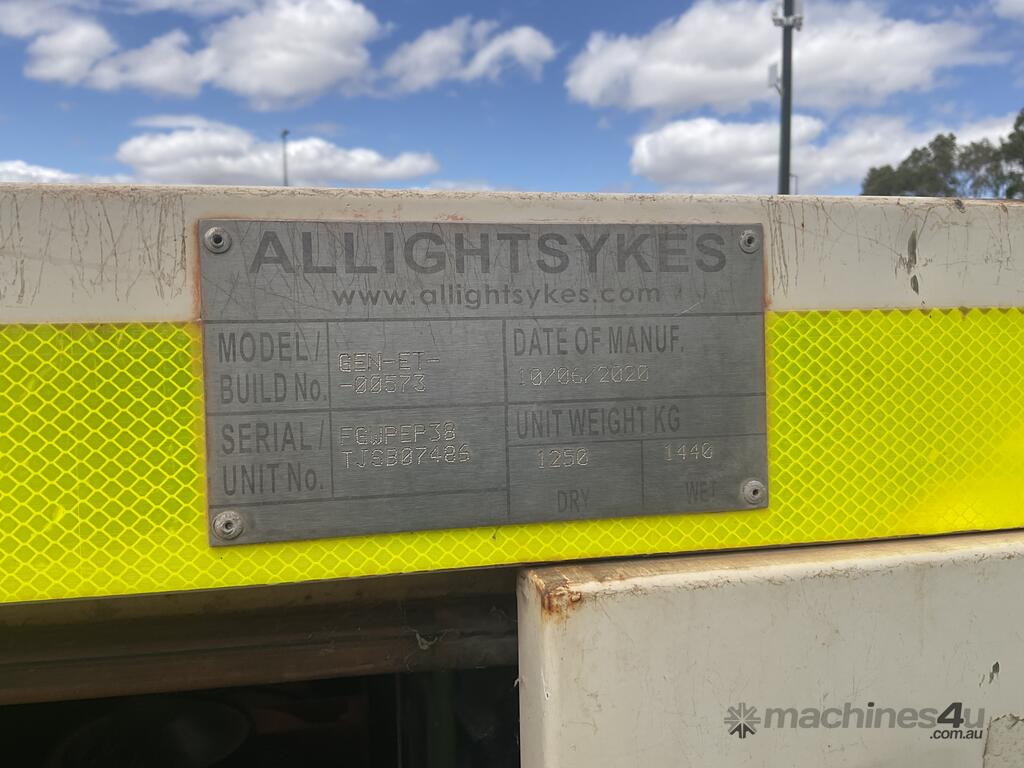 ALLIGHTSYKES
www.allightsykes.com
MODEL/
BUILD No.
GEN-ET-
-00573
DATE OF MANUF.
10/06/2020
SERIAL/
UNIT No.
FGWPEP38
TJSB07486
UNIT WEIGHT KG
1250
1440
DRY
WET
machines4u
.com.au